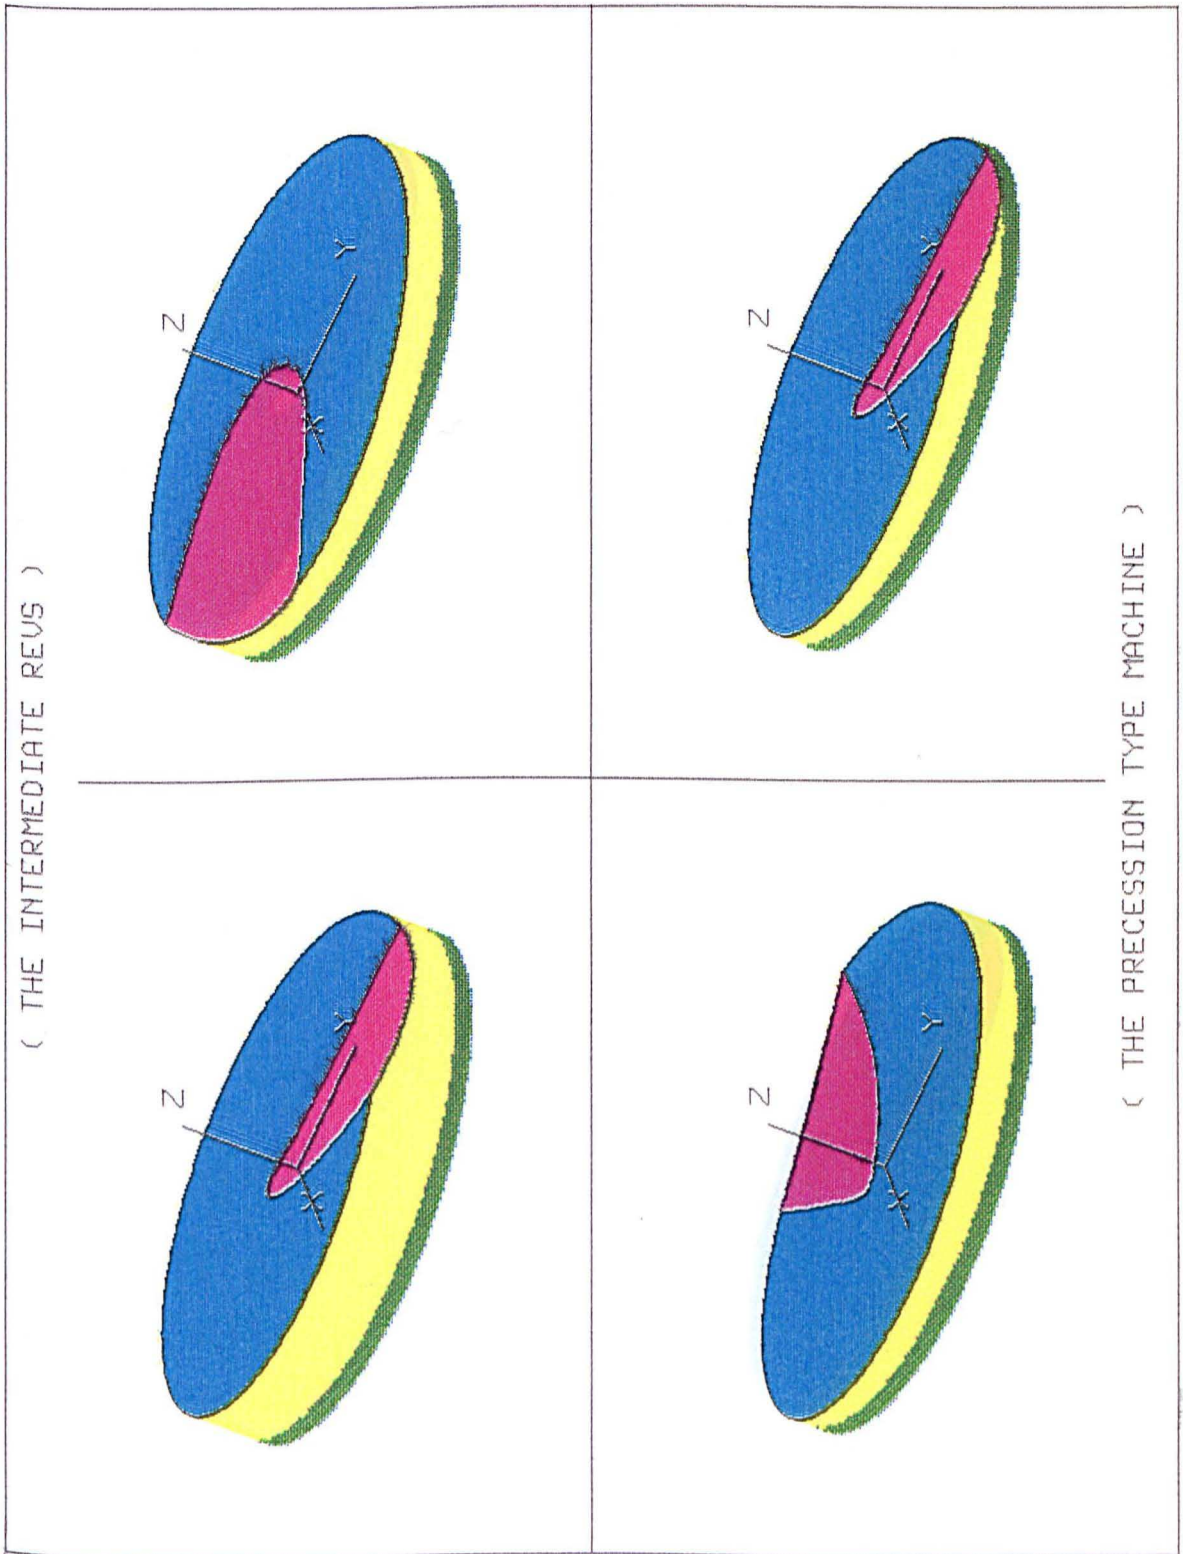 ( THE INTERMEDIATE REVS )
Z
X
Y
Z
X
Y
Z
X
Y
Z
X
Y
( THE PRECESSION TYPE MACHINE )